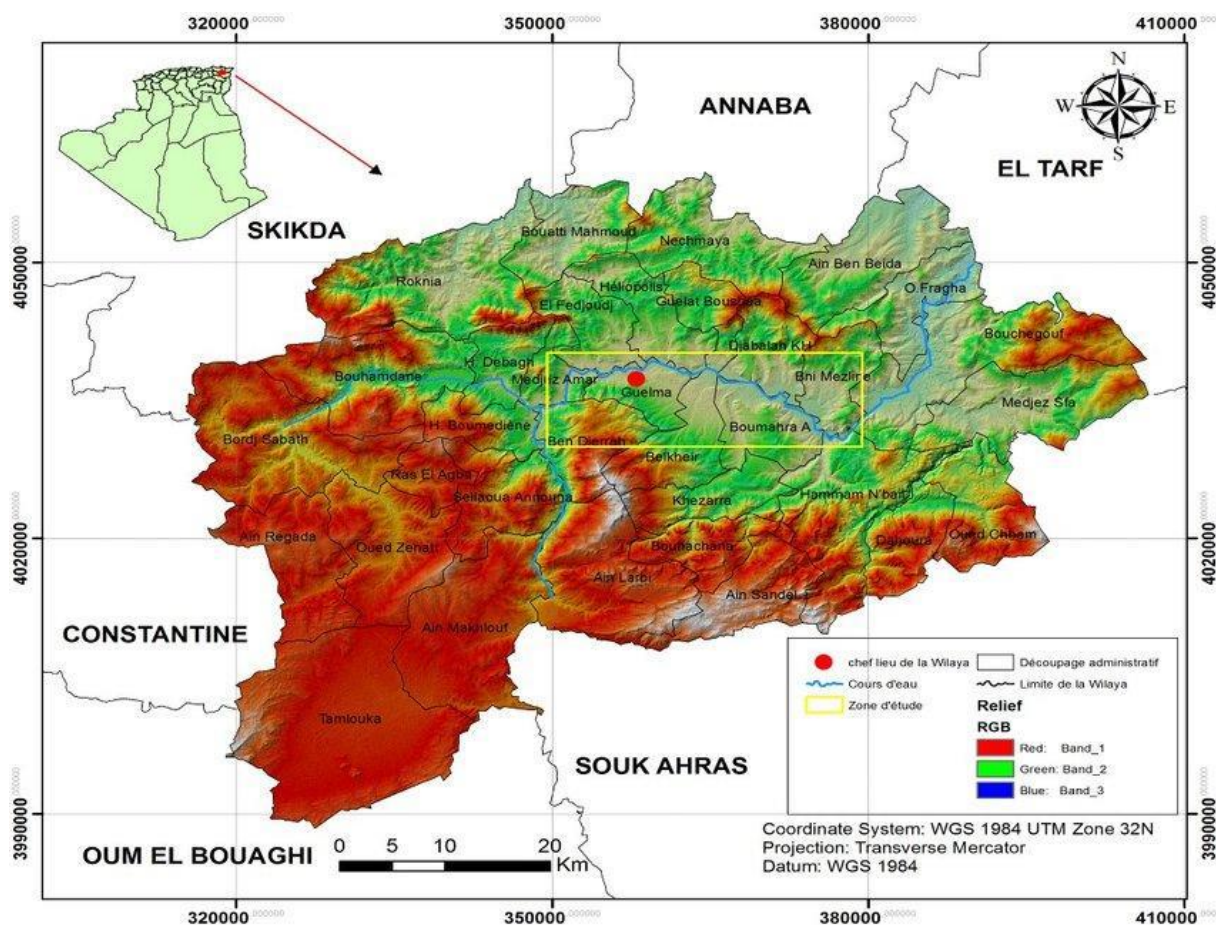 320000
350000
380000
410000
N
W
E
S
ANNABA
EL TARF
SKIKDA
Bouatti Mahmoud
Nechmaya
Ain Ben Beida
4050000
4050000
Roknia
Héliopolis
O.Fragha
El Fedjoudj
Guelat Bousbaa
Bouchegouf
Djabalah KH
H. Debagh
Bouhamdane
Medjuz Amar
Bni Mezline
Guelma
Medjez Sfa
Boumahra A
H. Boumediène
Bordj Sabath
Ben Djerrah
Belkheir
Ras El Agba
Sellaoua Announa
Khezarra
Hammam N'bails
4020000
4020000
Ain Regada
Oued Zenati
Bouhachana
Dahoura
Oued Chham
Ain Larbi
Ain Sandel
CONSTANTINE
Ain Makhlouf
chef lieu de la Wilaya
Découpage administratif
Cours d'eau
Limite de la Wilaya
Zone d'étude
Relief
RGB
Red: Band_1
Green: Band_2
Blue: Band_3
Tamlouka
SOUK AHRAS
3990000
3990000
Coordinate System: WGS 1984 UTM Zone 32N
Projection: Transverse Mercator
Datum: WGS 1984
OUM EL BOUAGHI
0 5 10 20
Km
320000
350000
380000
410000